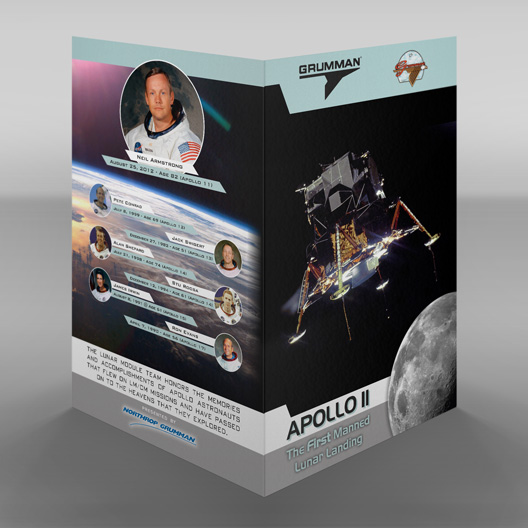 NEIL ARMSTRONG
AUGUST 25, 2012 - AGE 82 (APOLLO 11)
PETE CONRAD
JULY 8, 1999 - AGE 69 (APOLLO 12)
JACK SWIGERT
DECEMBER 27, 1982 - AGE 51 (APOLLO 13)
ALAN SHEPARD
JULY 21, 1998 - AGE 74 (APOLLO 14)
STU ROOSA
DECEMBER 12, 1994 - AGE 61 (APOLLO 14)
JAMES IRWIN
AUGUST 8, 1991 @ AGE 61 (APOLLO 15)
RON EVANS
APRIL 7, 1990 - AGE 56 (APOLLO 17)
THE LUNAR MODULE TEAM HONORS THE MEMORIES
AND ACCOMPLISHMENTS OF APOLLO ASTRONAUTS
THAT FLEW ON LM/CM MISSIONS AND HAVE PASSED
ON TO THE HEAVENS THAT THEY EXPLORED.
PRESENTED BY
NORTHROP GRUMMAN
GRUMMAN
APOLLO II
The First Manned
Lunar Landing